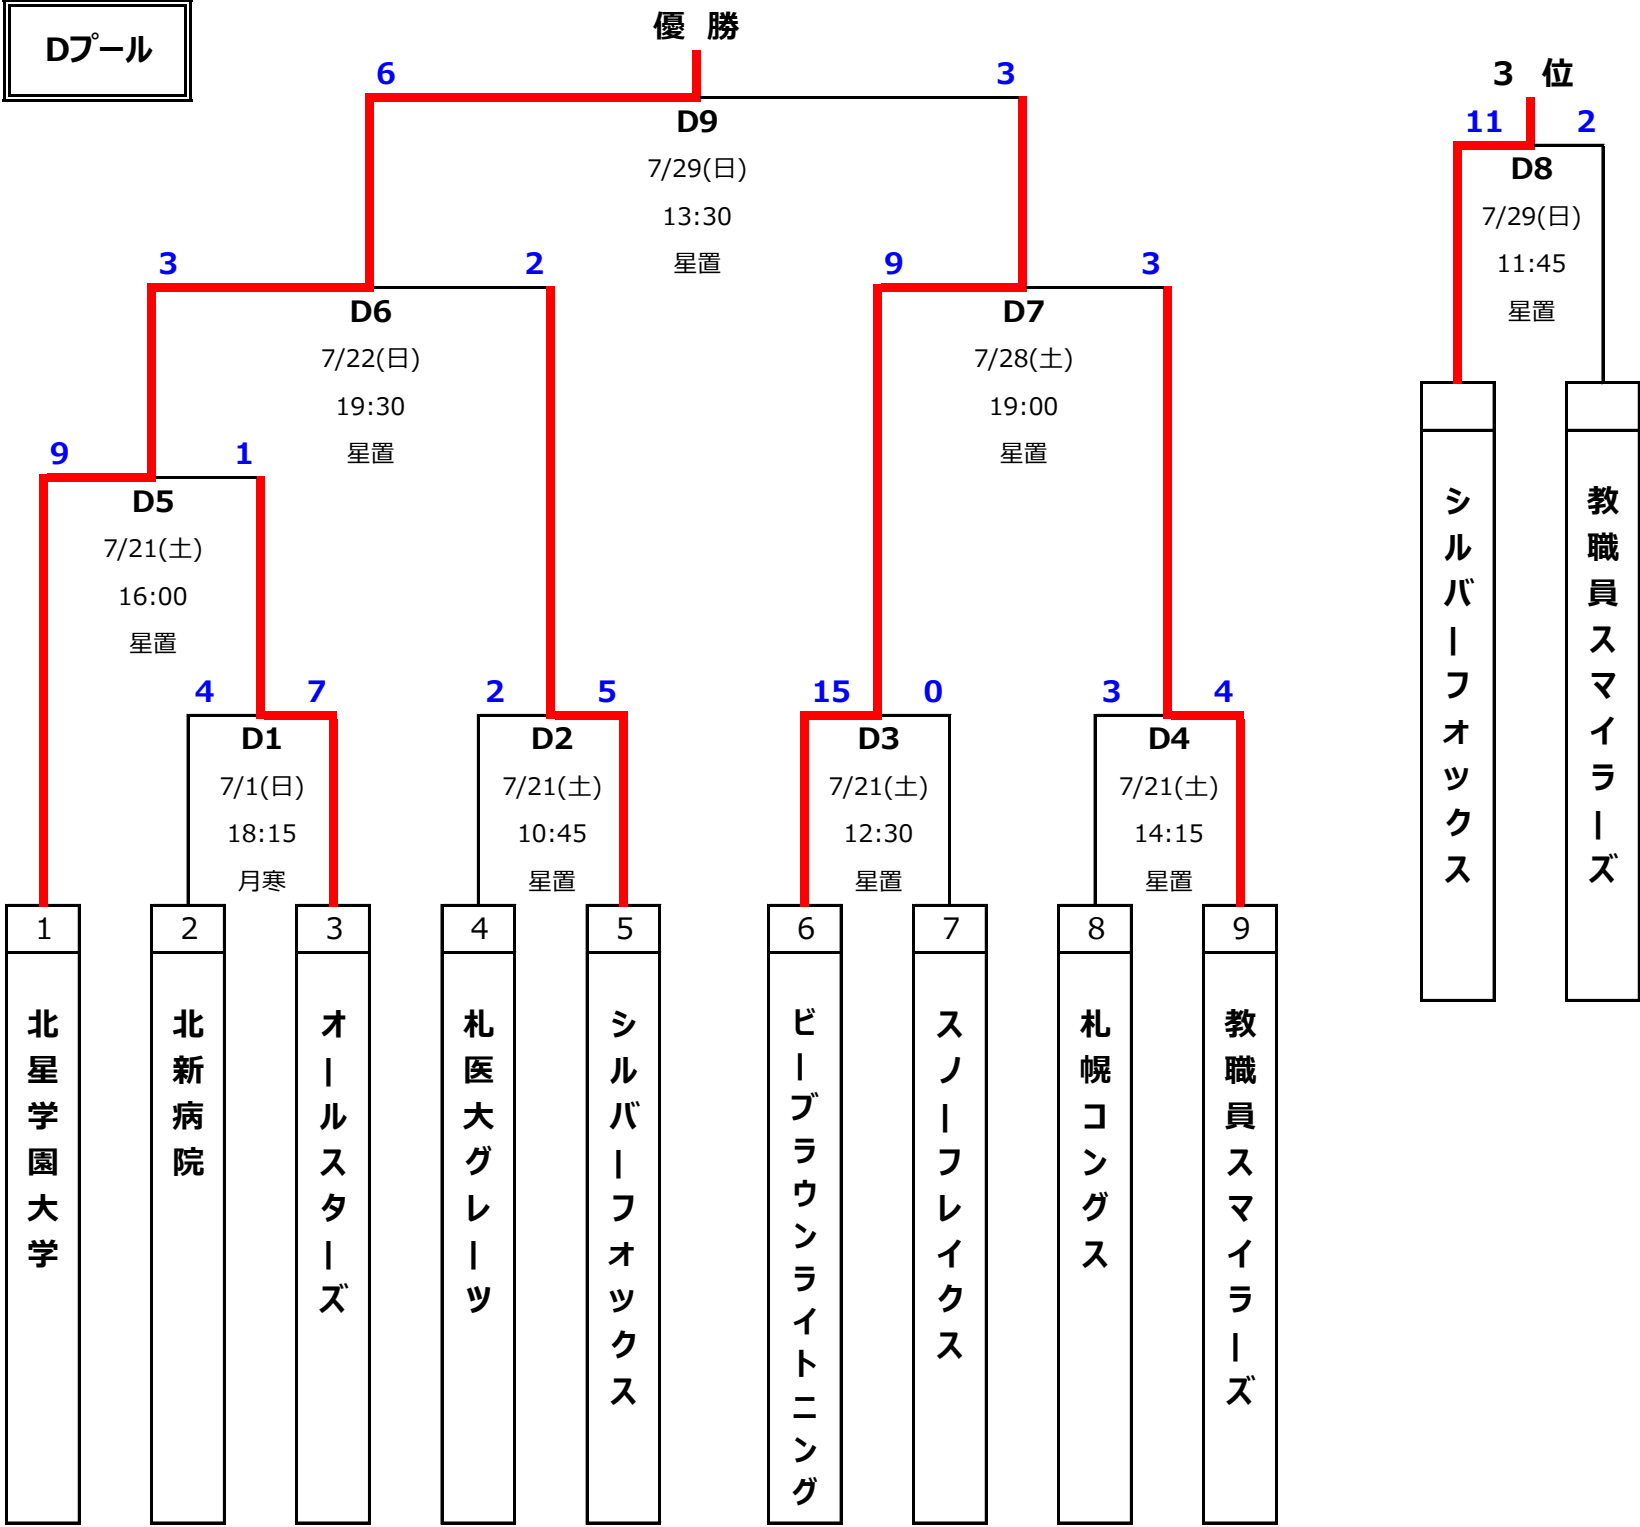 Dプール
優 勝
3 位
6
3
11
2
D9
7/29(日)
13:30
星置
D8
7/29(日)
11:45
星置
3
2
9
3
D6
7/22(日)
19:30
星置
D7
7/28(土)
19:00
星置
9
1
D5
7/21(土)
16:00
星置
4
7
2
5
15
0
3
4
D1
7/1(日)
18:15
月寒
D2
7/21(土)
10:45
星置
D3
7/21(土)
12:30
星置
D4
7/21(土)
14:15
星置
1
北星学園大学
2
北新病院
3
オールスターズ
4
札医大グレーツ
5
シルバーフォックス
6
ビーブラウンライトニング
7
スノーフレイクス
8
札幌コングス
9
教職員スマイラーズ
シルバーフォックス
教職員スマイラーズ